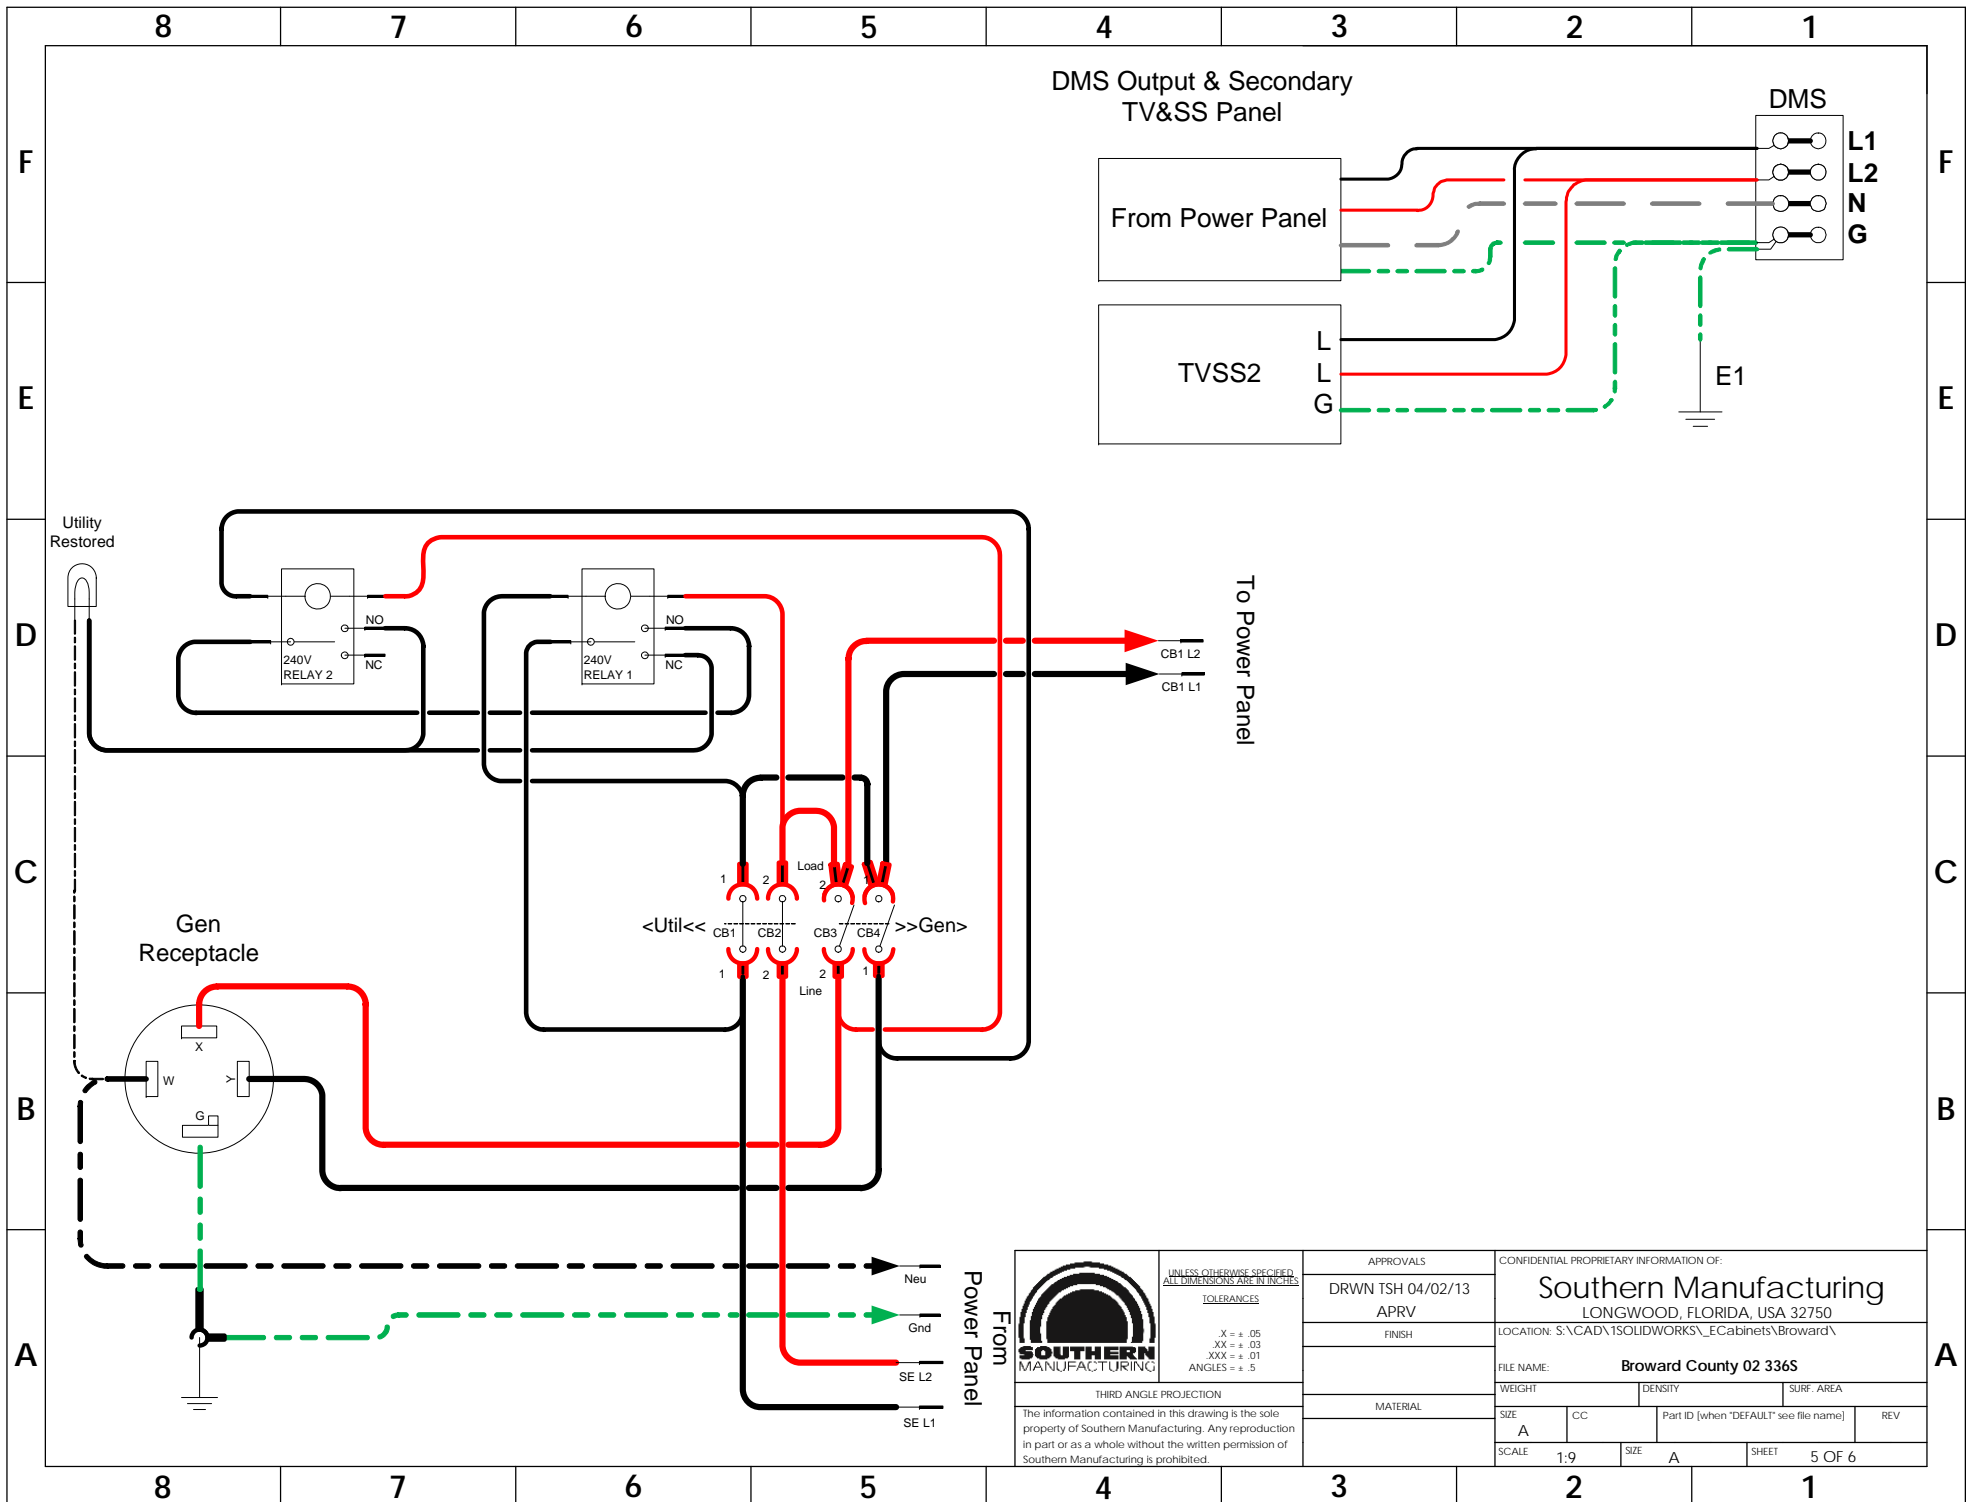 8 7 6 5 4 3 2 1
F
E
D
C
B
A
F
E
D
C
B
A
DMS Output & Secondary
TV&SS Panel
DMS
L1
L2
N
G
From Power Panel
TVSS2
L
L
G
E1
Utility
Restored
NO
NC
240V
RELAY 2
NO
NC
240V
RELAY 1
CB1 L2
CB1 L1
To Power Panel
1 2 Load 2 1
<Util<< CB1 CB2 CB3 CB4 >>Gen>
1 2 2 1
Line
Gen
Receptacle
X
W
Y
G
Neu
Gnd
SE L2
SE L1
From
Power Panel
SOUTHERN
MANUFACTURING
UNLESS OTHERWISE SPECIFIED
ALL DIMENSIONS ARE IN INCHES
TOLERANCES
.X = ± .05
.XX = ± .03
.XXX = ± .01
ANGLES = ± .5
THIRD ANGLE PROJECTION
The information contained in this drawing is the sole
property of Southern Manufacturing. Any reproduction
in part or as a whole without the written permission of
Southern Manufacturing is prohibited.
APPROVALS
DRWN TSH 04/02/13
APRV
FINISH
MATERIAL
CONFIDENTIAL PROPRIETARY INFORMATION OF:
Southern Manufacturing
LONGWOOD, FLORIDA, USA 32750
LOCATION: S:\CAD\1SOLIDWORKS\_ECabinets\Broward\
FILE NAME: Broward County 02 336S
WEIGHT DENSITY SURF. AREA
SIZE A CC Part ID [when "DEFAULT" see file name] REV
SCALE 1:9 SIZE A SHEET 5 OF 6
8 7 6 5 4 3 2 1